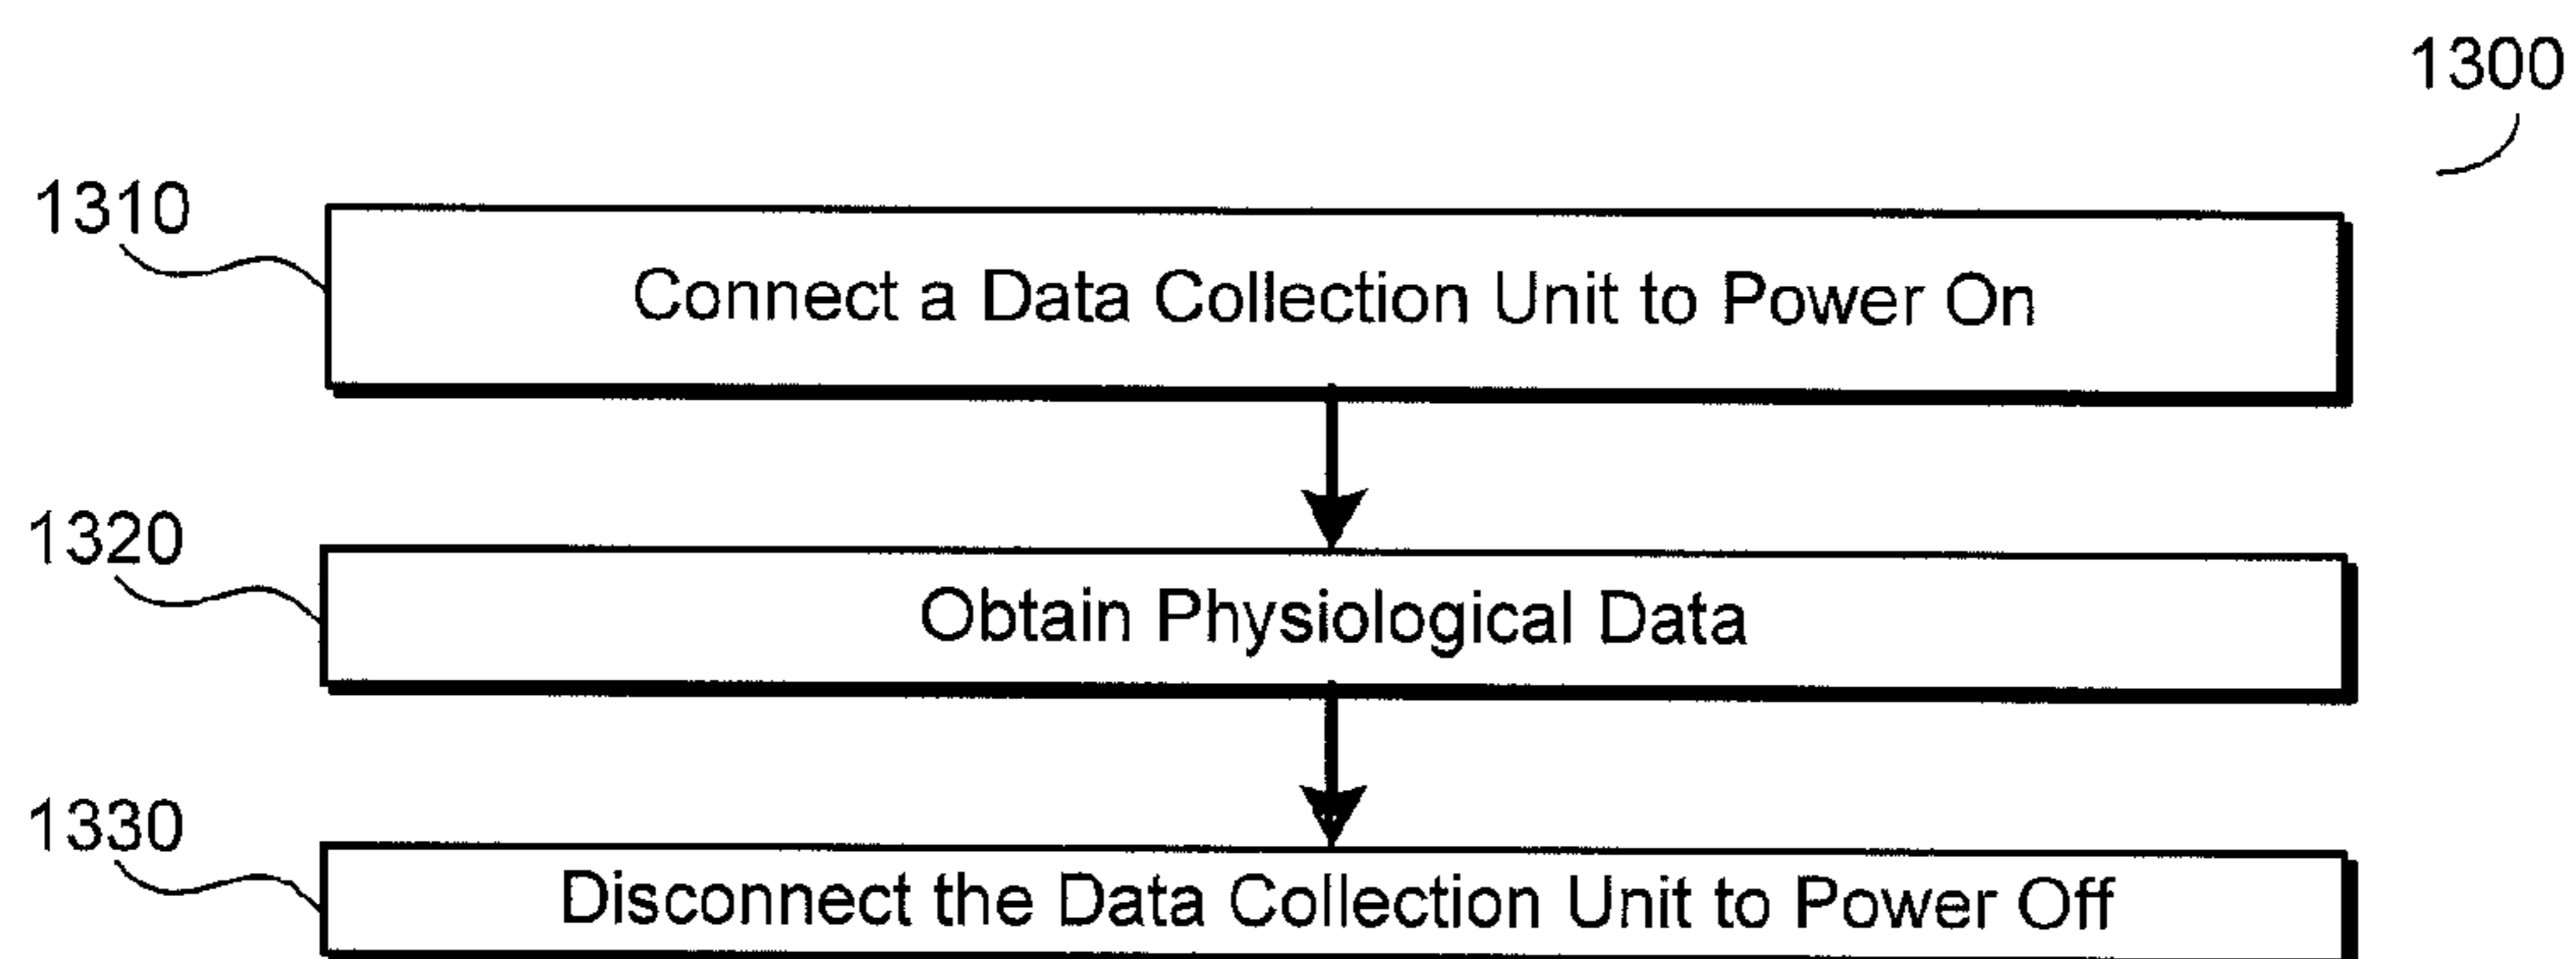 1300
1310
Connect a Data Collection Unit to Power On
1320
Obtain Physiological Data
1330
Disconnect the Data Collection Unit to Power Off